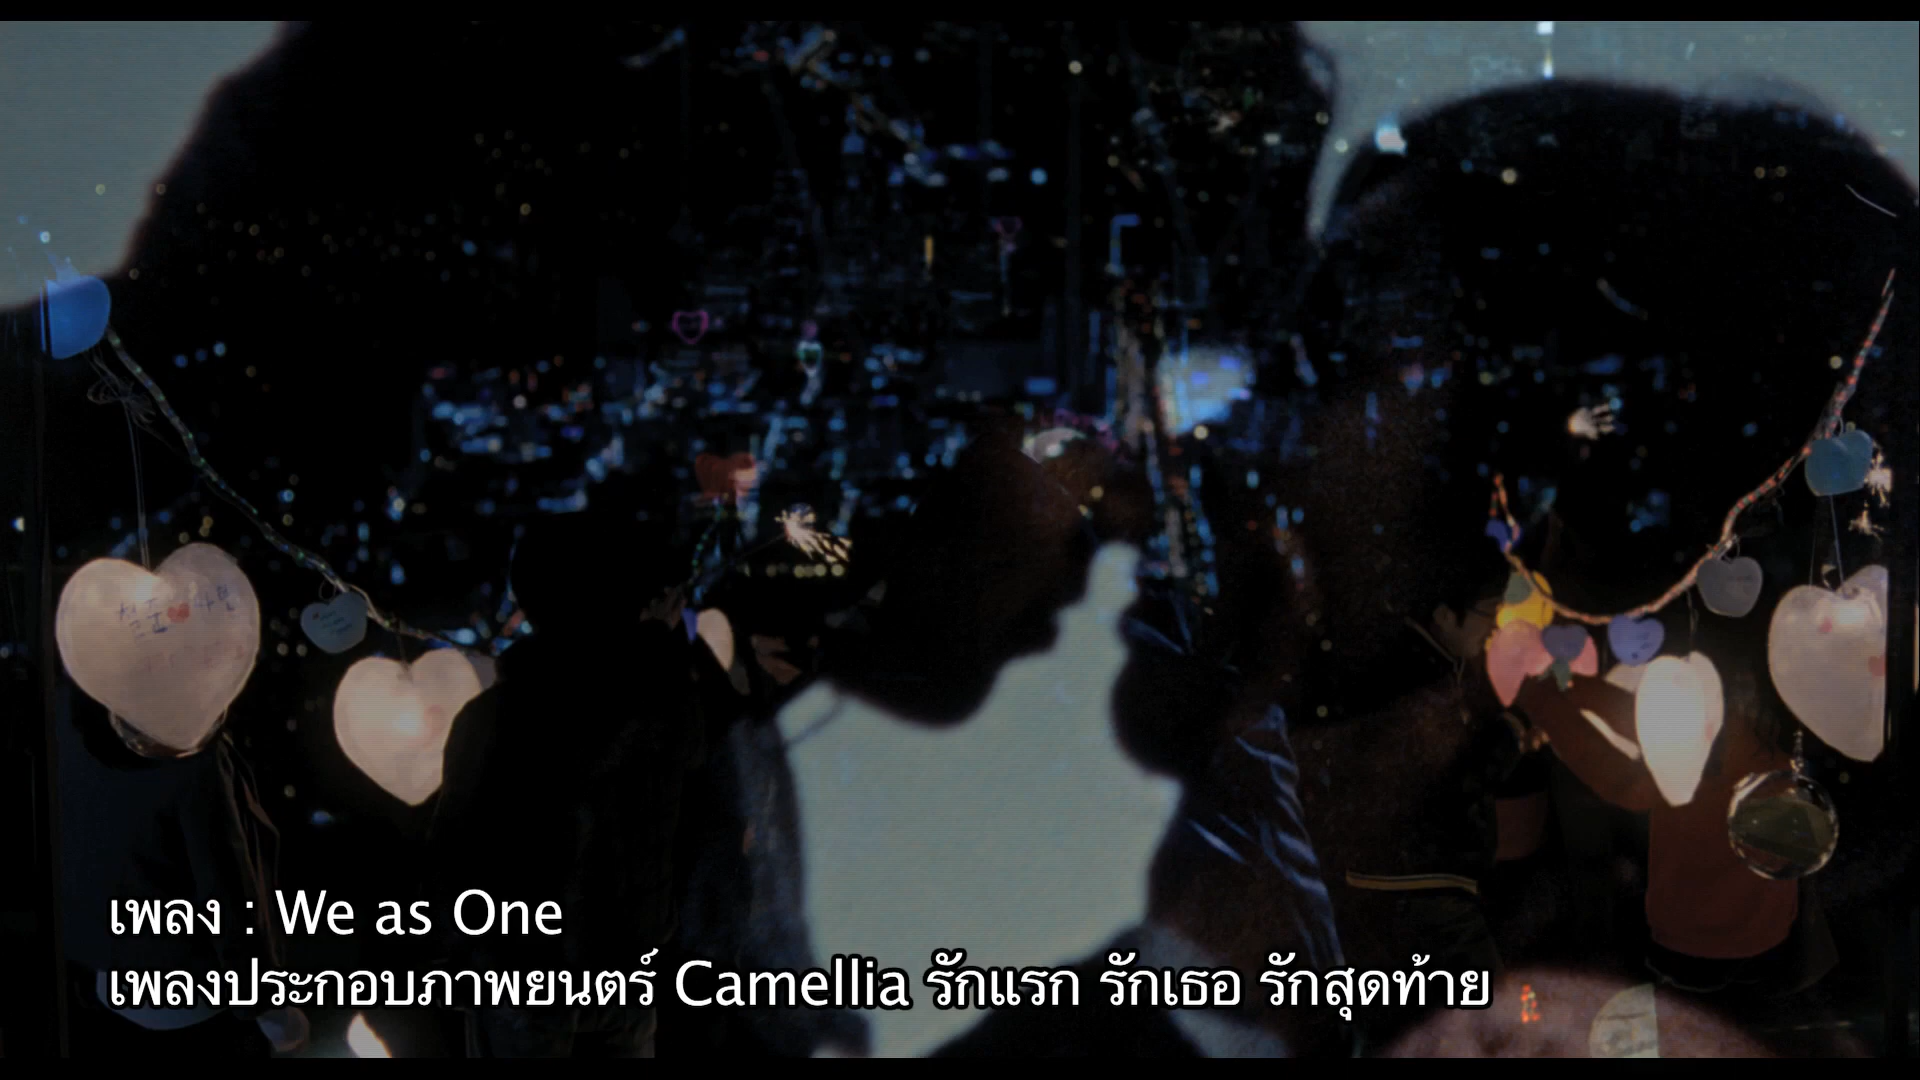 เพลง : We as One
เพลงประกอบภาพยนตร์ Camellia รักแรก รักเธอ รักสุดท้าย